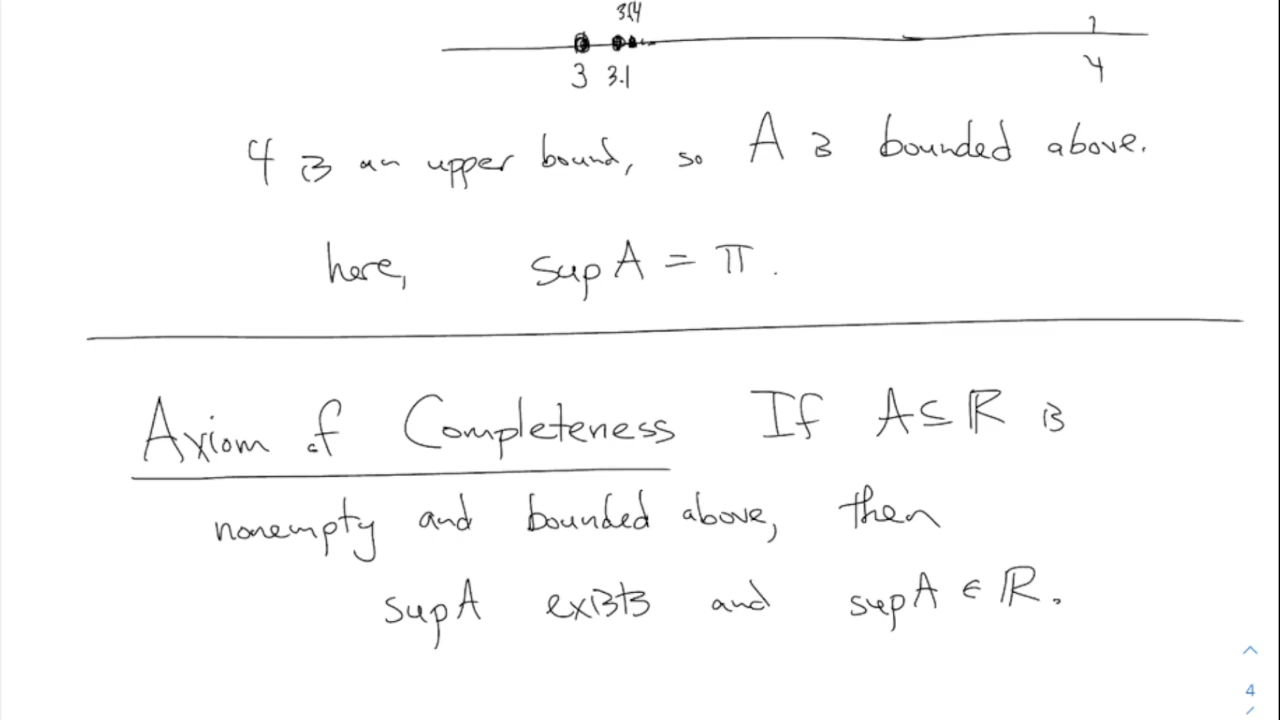 3.14
3 3.1 4
4 is an upper bound, so A is bounded above.
here, sup A = π.
Axiom of Completeness If A ⊆ ℝ is
nonempty and bounded above, then
sup A exists and sup A ∈ ℝ.
4